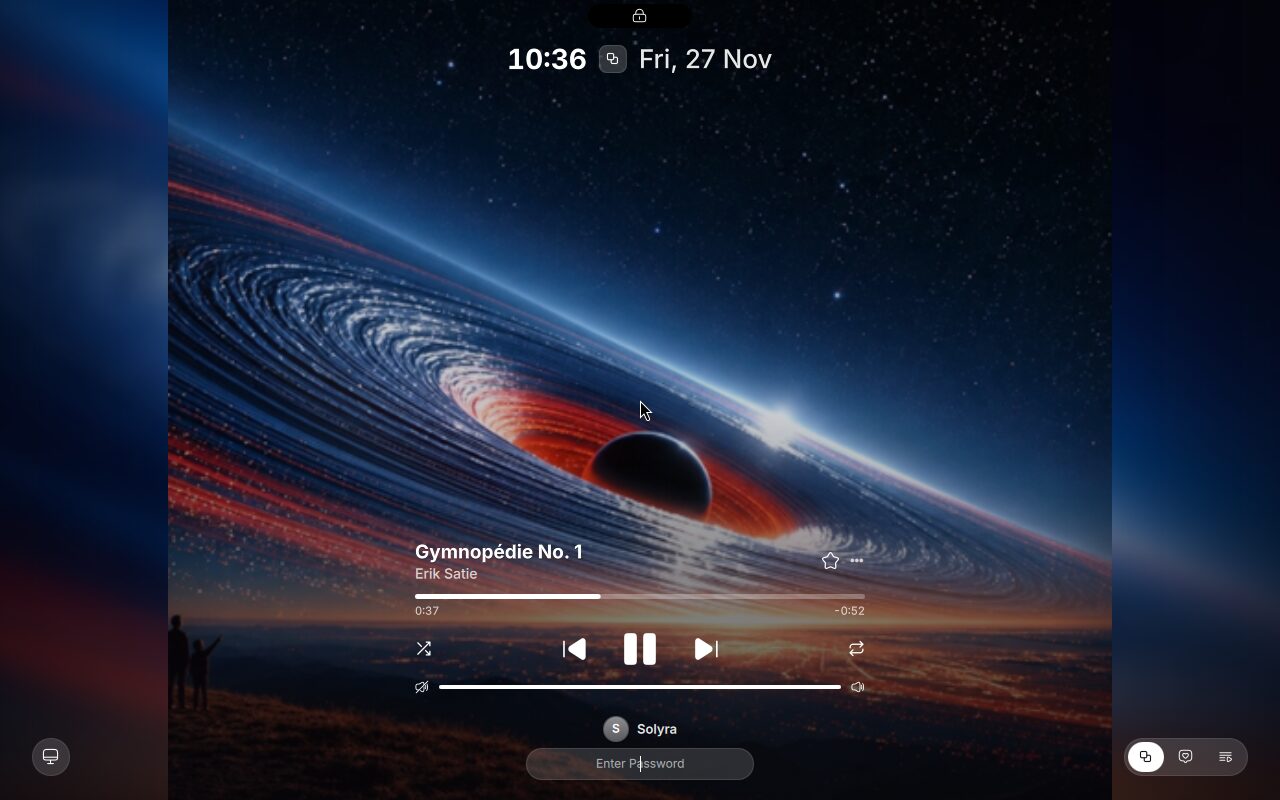 10:36 Fri, 27 Nov
Gymnopédie No. 1
Erik Satie
0:37 -0:52
S Solyra
Enter Password